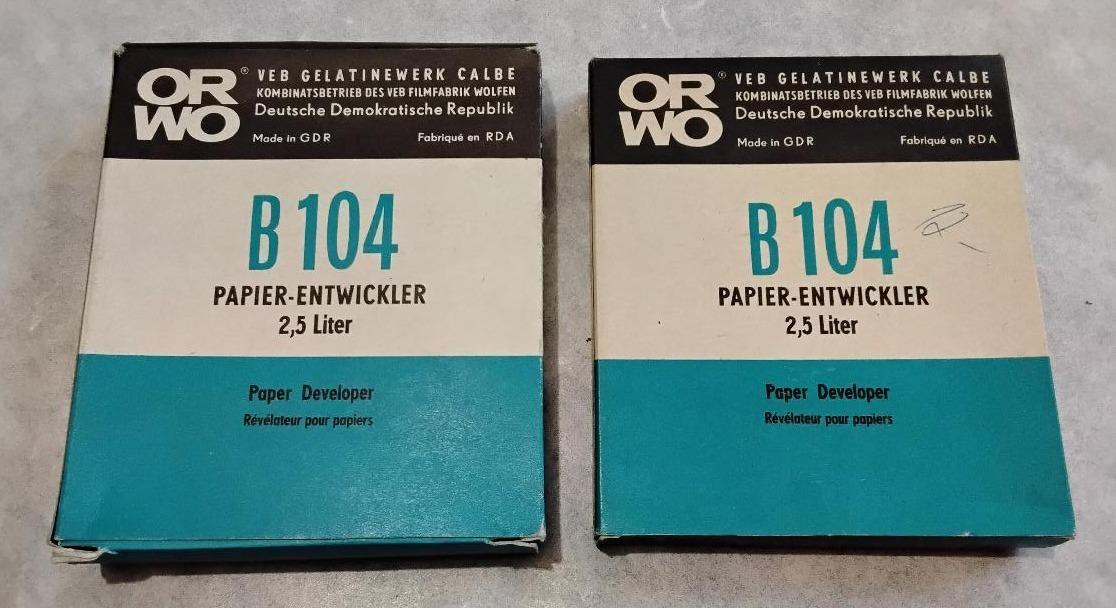 ORWO®
VEB GELATINEWERK CALBE
KOMBINATSBETRIEB DES VEB FILMFABRIK WOLFEN
Deutsche Demokratische Republik
Made in GDR Fabriqué en RDA
B 104
PAPIER-ENTWICKLER
2,5 Liter
Paper Developer
Révélateur pour papiers
ORWO®
VEB GELATINEWERK CALBE
KOMBINATSBETRIEB DES VEB FILMFABRIK WOLFEN
Deutsche Demokratische Republik
Made in GDR Fabriqué en RDA
B 104
PAPIER-ENTWICKLER
2,5 Liter
Paper Developer
Révélateur pour papiers